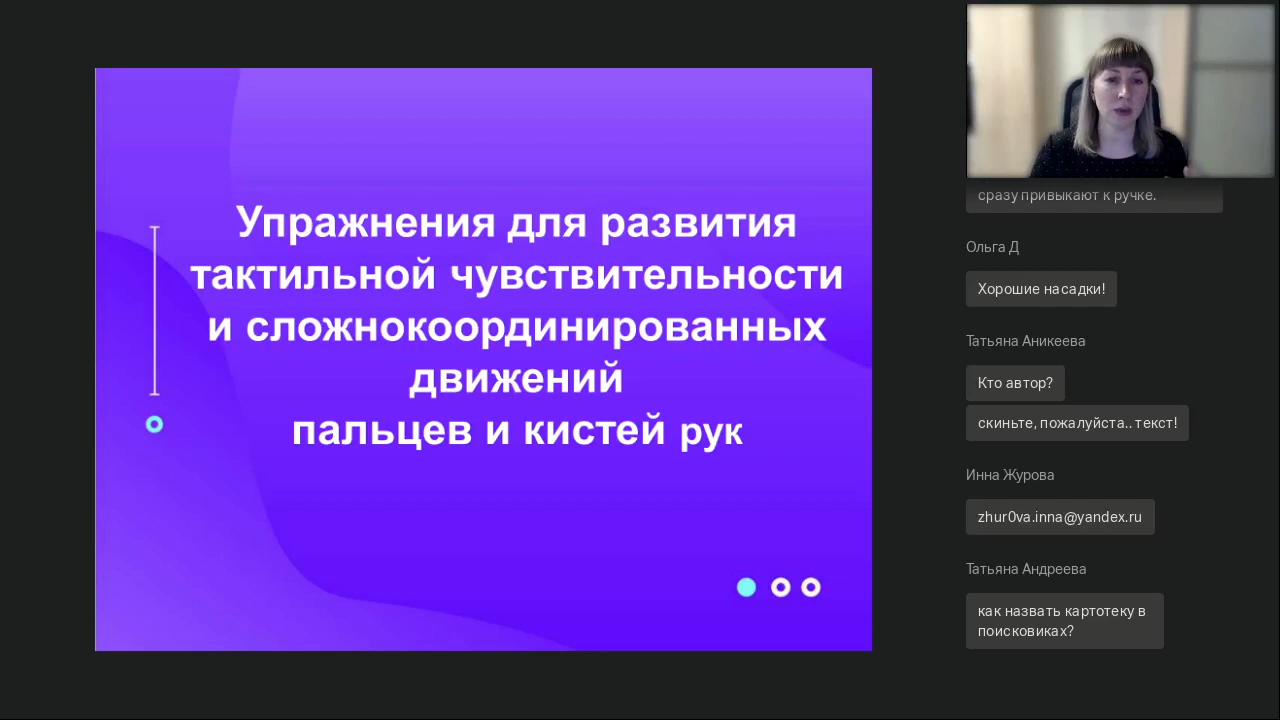 Упражнения для развития
тактильной чувствительности
и сложнокоординированных
движений
пальцев и кистей рук
сразу привыкают к ручке.
Ольга Д
Хорошие насадки!
Татьяна Аникеева
Кто автор?
скиньте, пожалуйста.. текст!
Инна Журова
zhur0va.inna@yandex.ru
Татьяна Андреева
как назвать картотеку в
поисковиках?